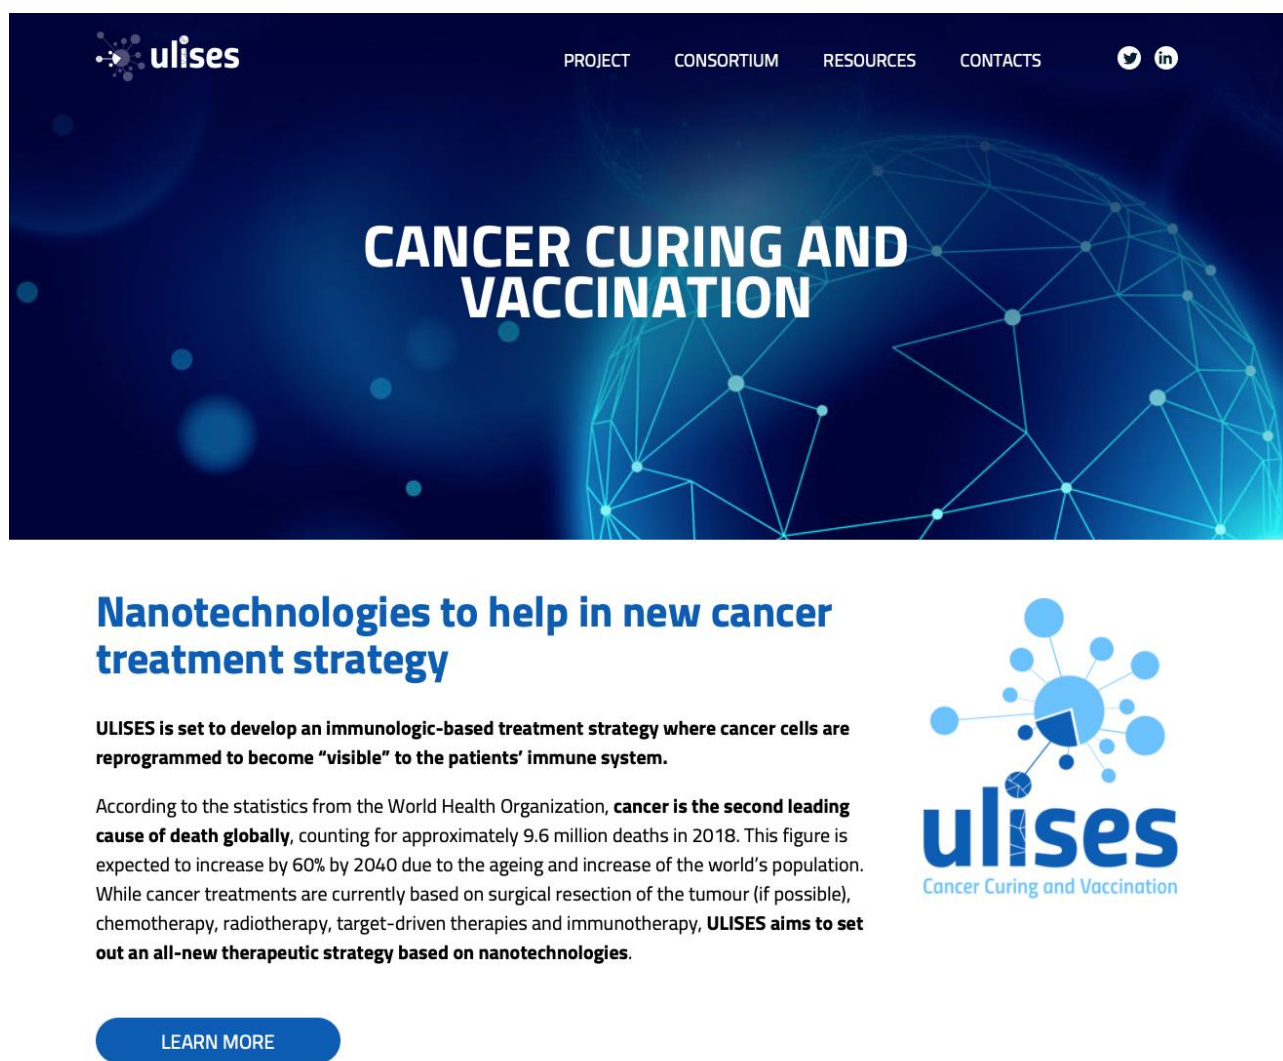 ulises
PROJECT CONSORTIUM RESOURCES CONTACTS
in
CANCER CURING AND
VACCINATION
Nanotechnologies to help in new cancer
treatment strategy
ULISES is set to develop an immunologic-based treatment strategy where cancer cells are
reprogrammed to become “visible” to the patients’ immune system.
According to the statistics from the World Health Organization, cancer is the second leading
cause of death globally, counting for approximately 9.6 million deaths in 2018. This figure is
expected to increase by 60% by 2040 due to the ageing and increase of the world’s population.
While cancer treatments are currently based on surgical resection of the tumour (if possible),
chemotherapy, radiotherapy, target-driven therapies and immunotherapy, ULISES aims to set
out an all-new therapeutic strategy based on nanotechnologies.
LEARN MORE
ulises
Cancer Curing and Vaccination